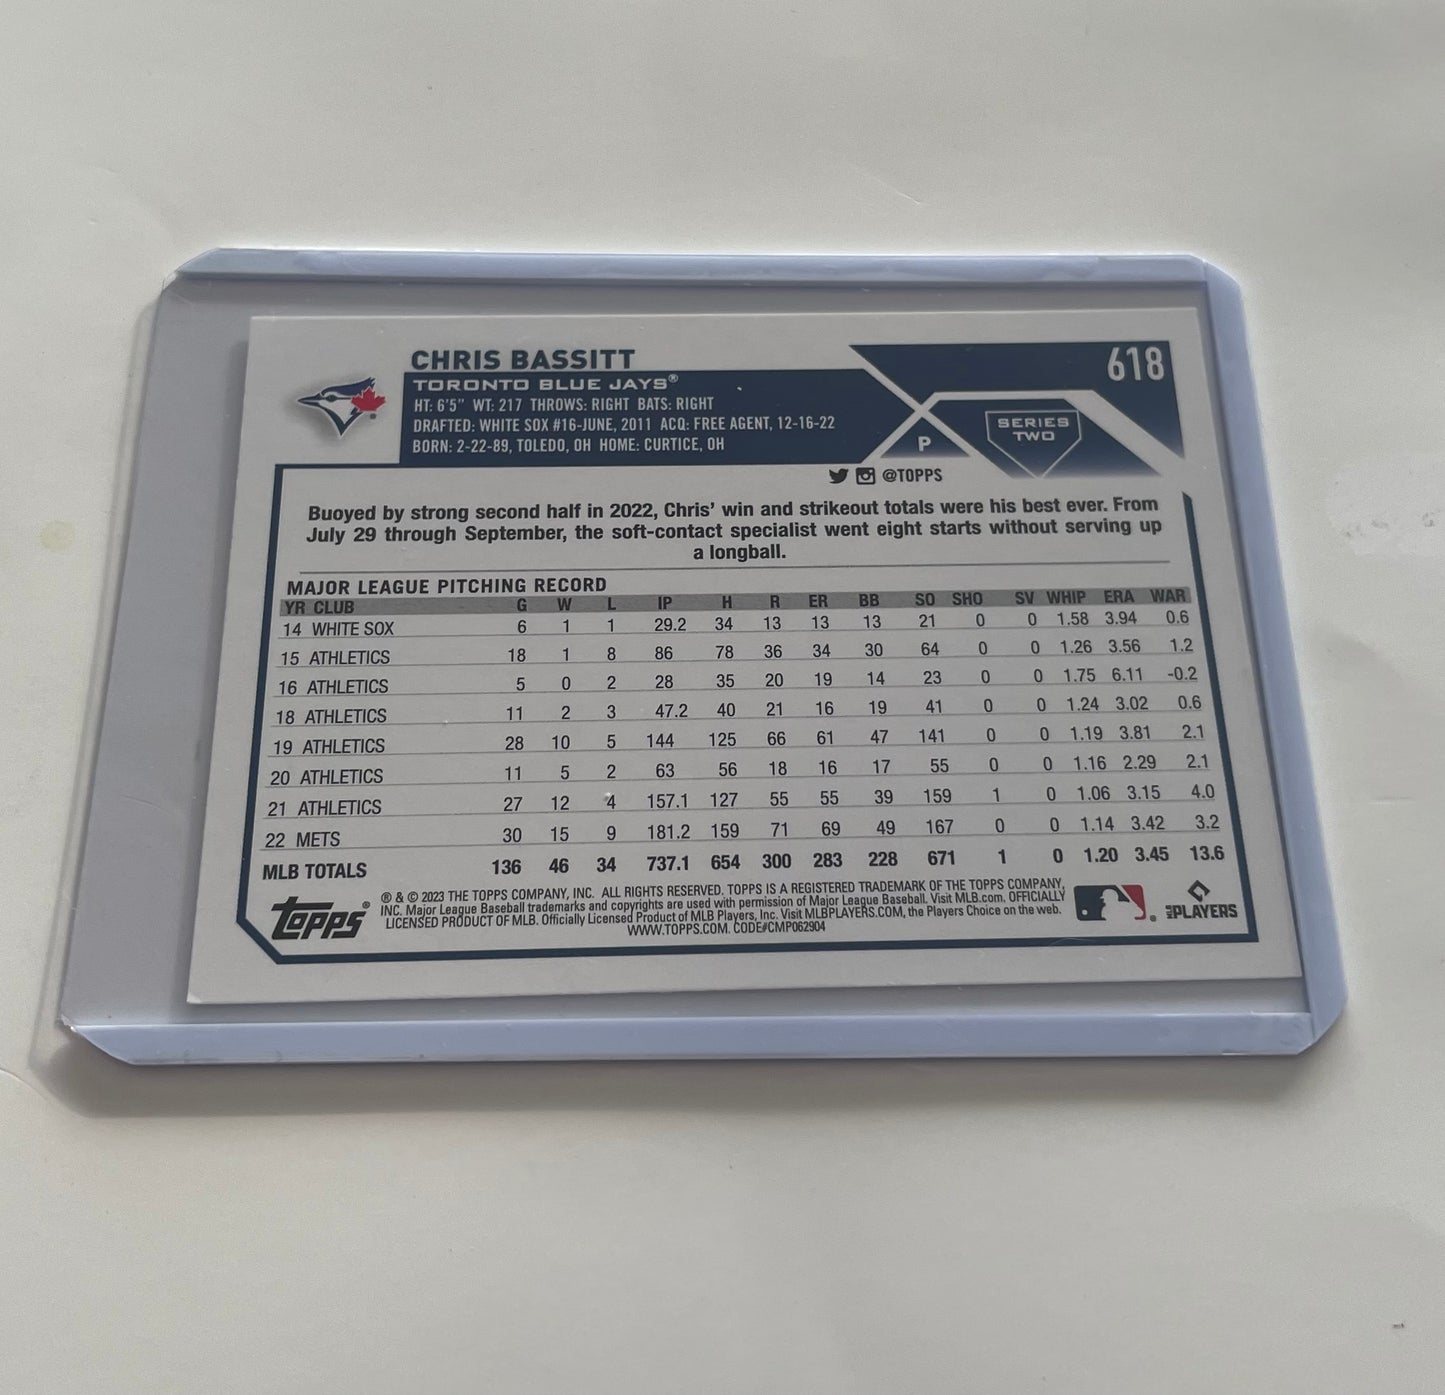 CHRIS BASSITT
618
TORONTO BLUE JAYS®
HT: 6'5" WT: 217 THROWS: RIGHT BATS: RIGHT
DRAFTED: WHITE SOX #16-JUNE, 2011 ACQ: FREE AGENT, 12-16-22
BORN: 2-22-89, TOLEDO, OH HOME: CURTICE, OH
P
SERIES
TWO
@TOPPS
Buoyed by strong second half in 2022, Chris' win and strikeout totals were his best ever. From
July 29 through September, the soft-contact specialist went eight starts without serving up
a longball.
MAJOR LEAGUE PITCHING RECORD
YR CLUB G W L IP H R ER BB SO SHO SV WHIP ERA WAR
14 WHITE SOX 6 1 1 29.2 34 13 13 13 21 0 0 1.58 3.94 0.6
15 ATHLETICS 18 1 8 86 78 36 34 30 64 0 0 1.26 3.56 1.2
16 ATHLETICS 5 0 2 28 35 20 19 14 23 0 0 1.75 6.11 -0.2
18 ATHLETICS 11 2 3 47.2 40 21 16 19 41 0 0 1.24 3.02 0.6
19 ATHLETICS 28 10 5 144 125 66 61 47 141 0 0 1.19 3.81 2.1
20 ATHLETICS 11 5 2 63 56 18 16 17 55 0 0 1.16 2.29 2.1
21 ATHLETICS 27 12 4 157.1 127 55 55 39 159 1 0 1.06 3.15 4.0
22 METS 30 15 9 181.2 159 71 69 49 167 0 0 1.14 3.42 3.2
MLB TOTALS 136 46 34 737.1 654 300 283 228 671 1 0 1.20 3.45 13.6
® & © 2023 THE TOPPS COMPANY, INC. ALL RIGHTS RESERVED. TOPPS IS A REGISTERED TRADEMARK OF THE TOPPS COMPANY,
INC. Major League Baseball trademarks and copyrights are used with permission of Major League Baseball. Visit MLB.com. OFFICIALLY
LICENSED PRODUCT OF MLB Players, Inc. Visit MLBPLAYERS.COM, the Players Choice on the web.
WWW.TOPPS.COM. CODE#CMP062904
Topps®
MLB PLAYERS